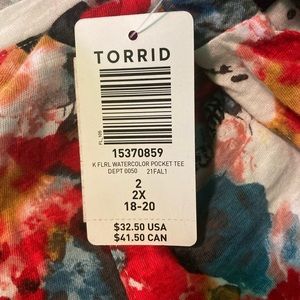 TORRID
15370859
K FLRL WATERCOLOR POCKET TEE
DEPT 0050 21FAL1
2
2X
18-20
$32.50 USA
$41.50 CAN